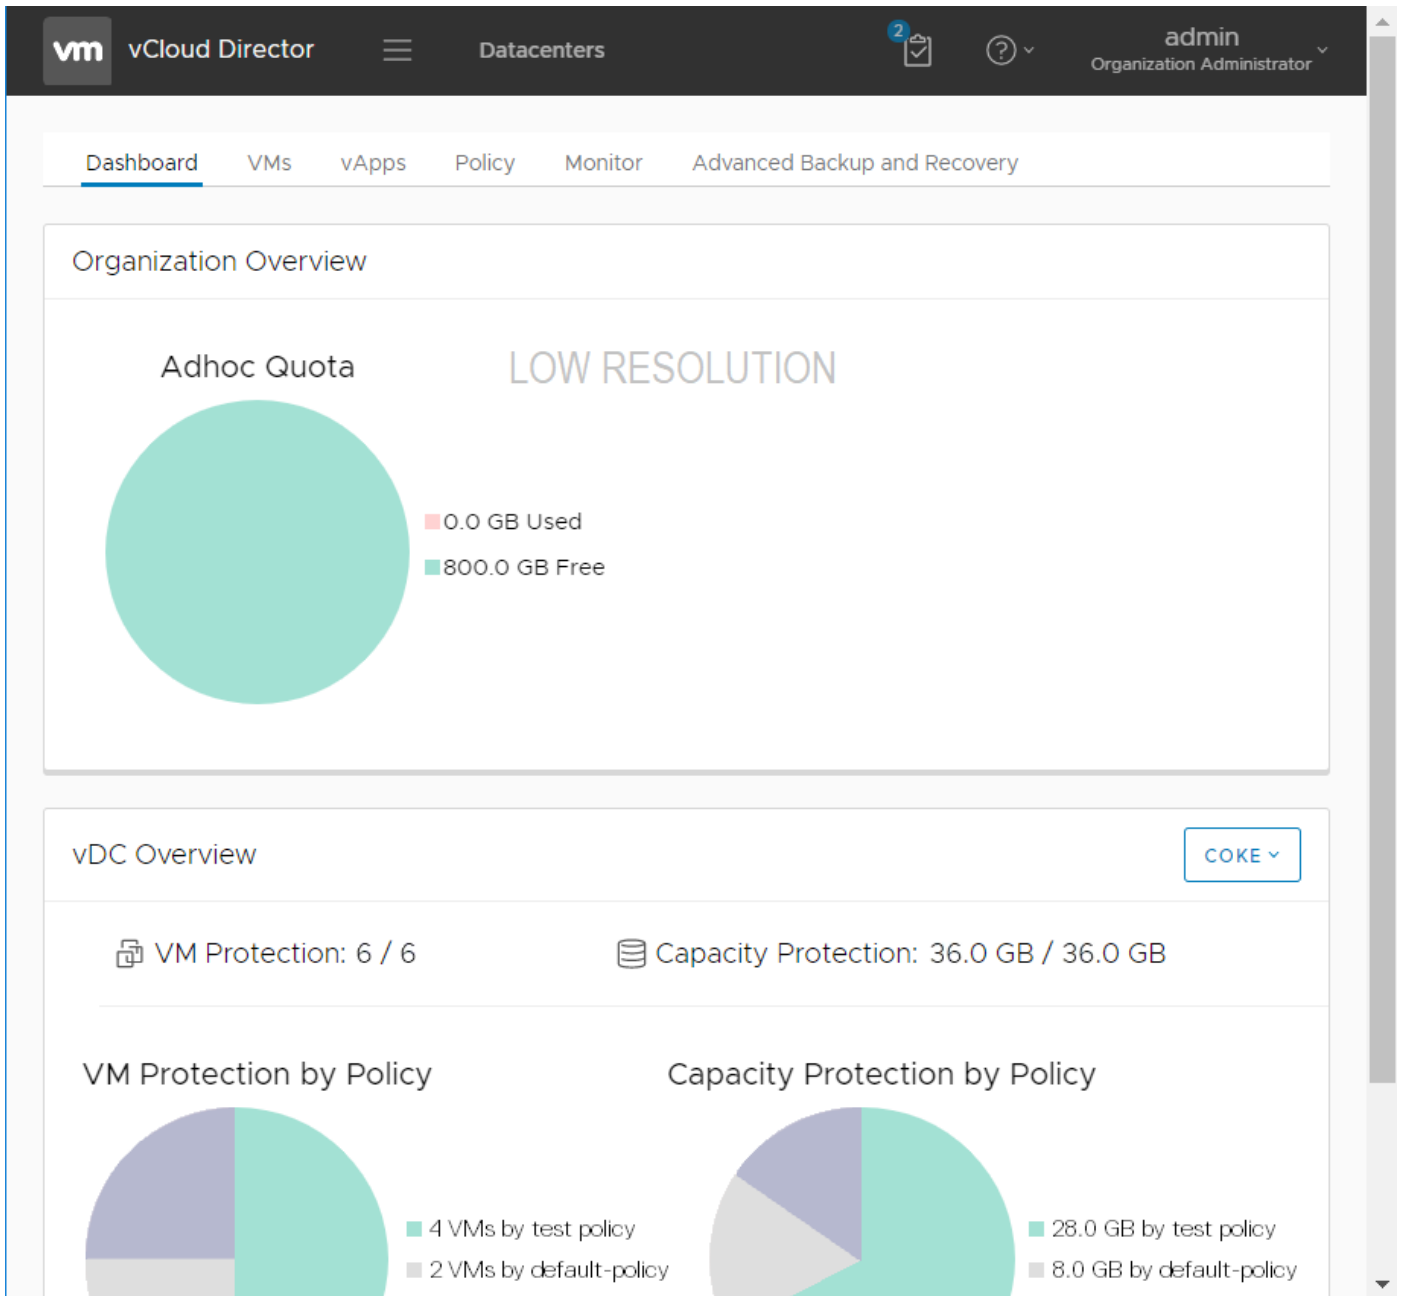 vm vCloud Director Datacenters 2 ? admin
Organization Administrator
Dashboard VMs vApps Policy Monitor Advanced Backup and Recovery
Organization Overview
Adhoc Quota
LOW RESOLUTION
0.0 GB Used
800.0 GB Free
vDC Overview
COKE
VM Protection: 6 / 6
Capacity Protection: 36.0 GB / 36.0 GB
VM Protection by Policy
4 VMs by test policy
2 VMs by default-policy
Capacity Protection by Policy
28.0 GB by test policy
8.0 GB by default-policy